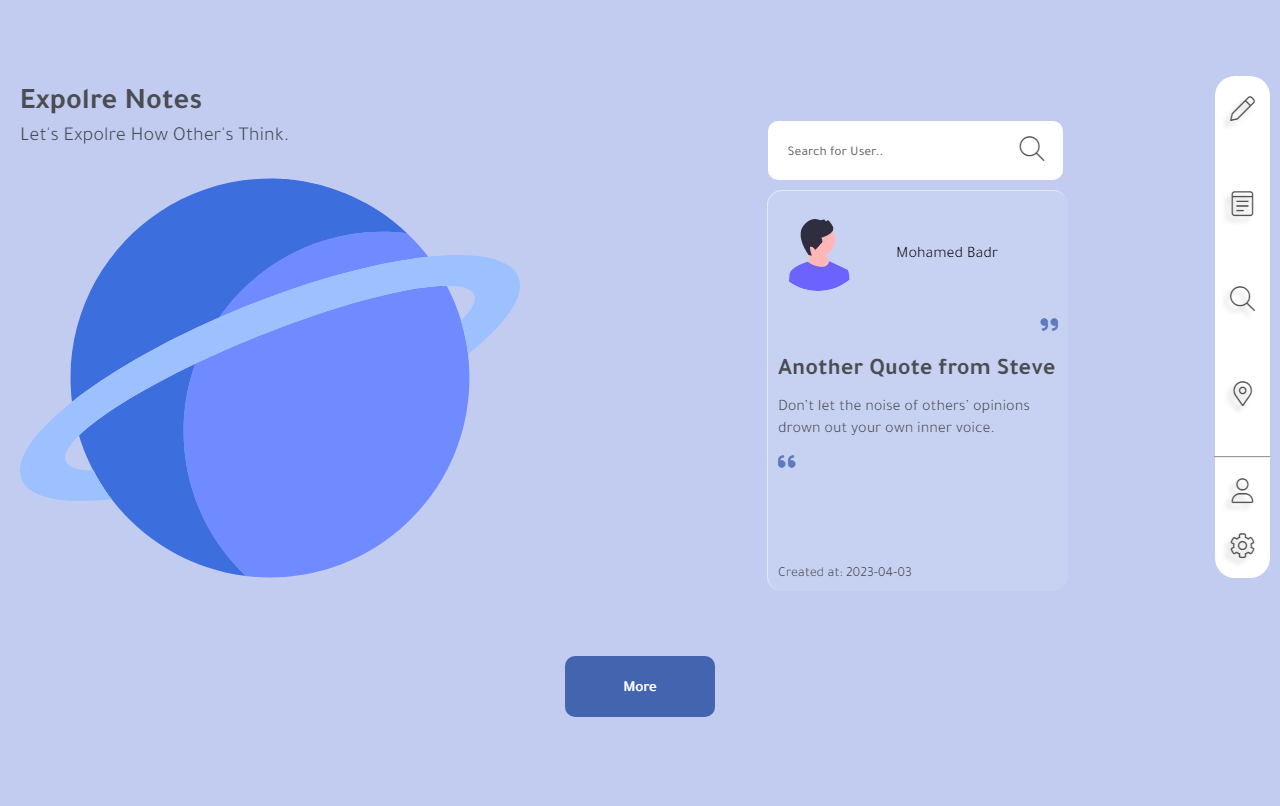 Expolre Notes
Let's Expolre How Other's Think.
Search for User..
Mohamed Badr
❞
Another Quote from Steve
Don't let the noise of others' opinions
drown out your own inner voice.
❝
Created at: 2023-04-03
More